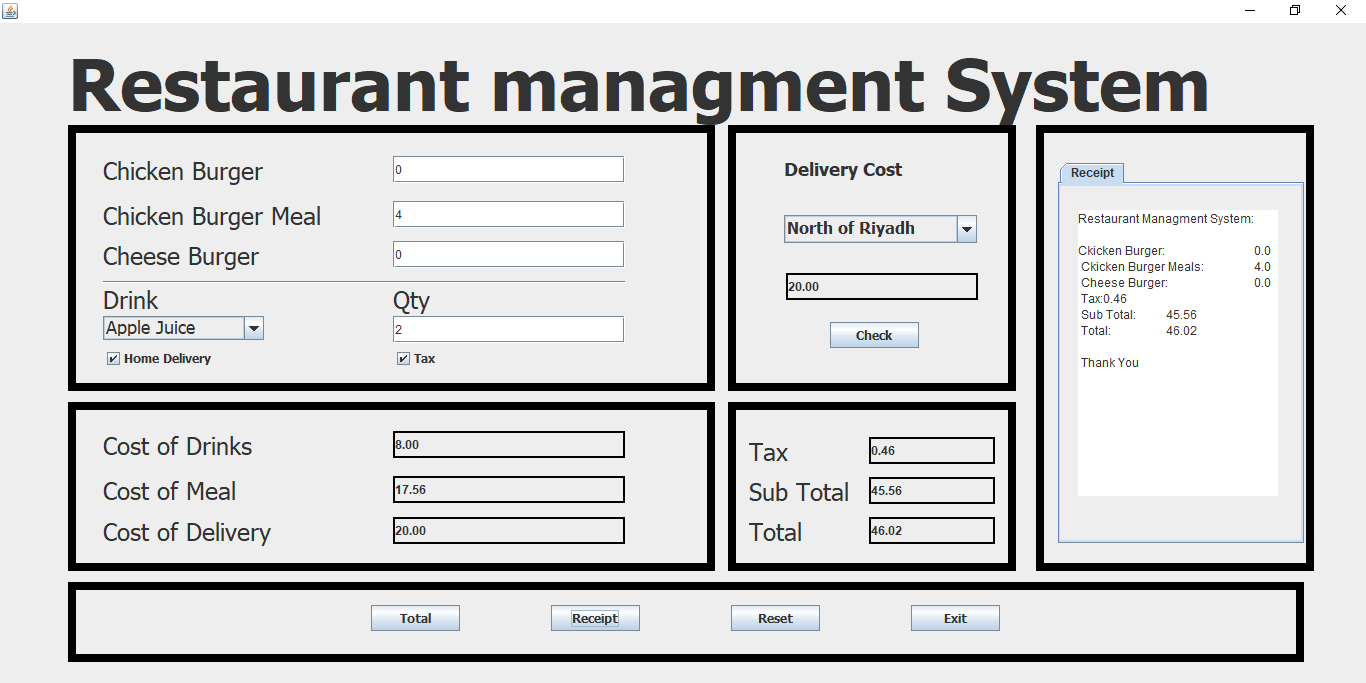 Restaurant managment System
Chicken Burger 0
Chicken Burger Meal 4
Cheese Burger 0
Drink Qty
Apple Juice 2
Home Delivery Tax
Delivery Cost
North of Riyadh
20.00
Check
Receipt
Restaurant Managment System:
Ckicken Burger: 0.0
Ckicken Burger Meals: 4.0
Cheese Burger: 0.0
Tax:0.46
Sub Total: 45.56
Total: 46.02
Thank You
Cost of Drinks 8.00
Cost of Meal 17.56
Cost of Delivery 20.00
Tax 0.46
Sub Total 45.56
Total 46.02
Total Receipt Reset Exit